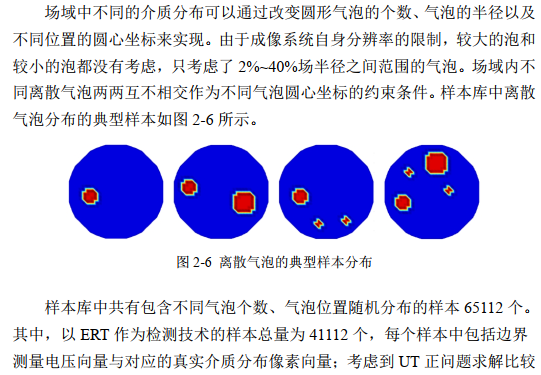 场域中不同的介质分布可以通过改变圆形气泡的个数、气泡的半径以及
不同位置的圆心坐标来实现。由于成像系统自身分辨率的限制，较大的泡和
较小的泡都没有考虑，只考虑了 2%~40%场半径之间范围的气泡。场域内不
同离散气泡两两互不相交作为不同气泡圆心坐标的约束条件。样本库中离散
气泡分布的典型样本如图 2-6 所示。
图 2-6 离散气泡的典型样本分布
样本库中共有包含不同气泡个数、气泡位置随机分布的样本 65112 个。
其中，以 ERT 作为检测技术的样本总量为 41112 个，每个样本中包括边界
测量电压向量与对应的真实介质分布像素向量；考虑到 UT 正问题求解比较